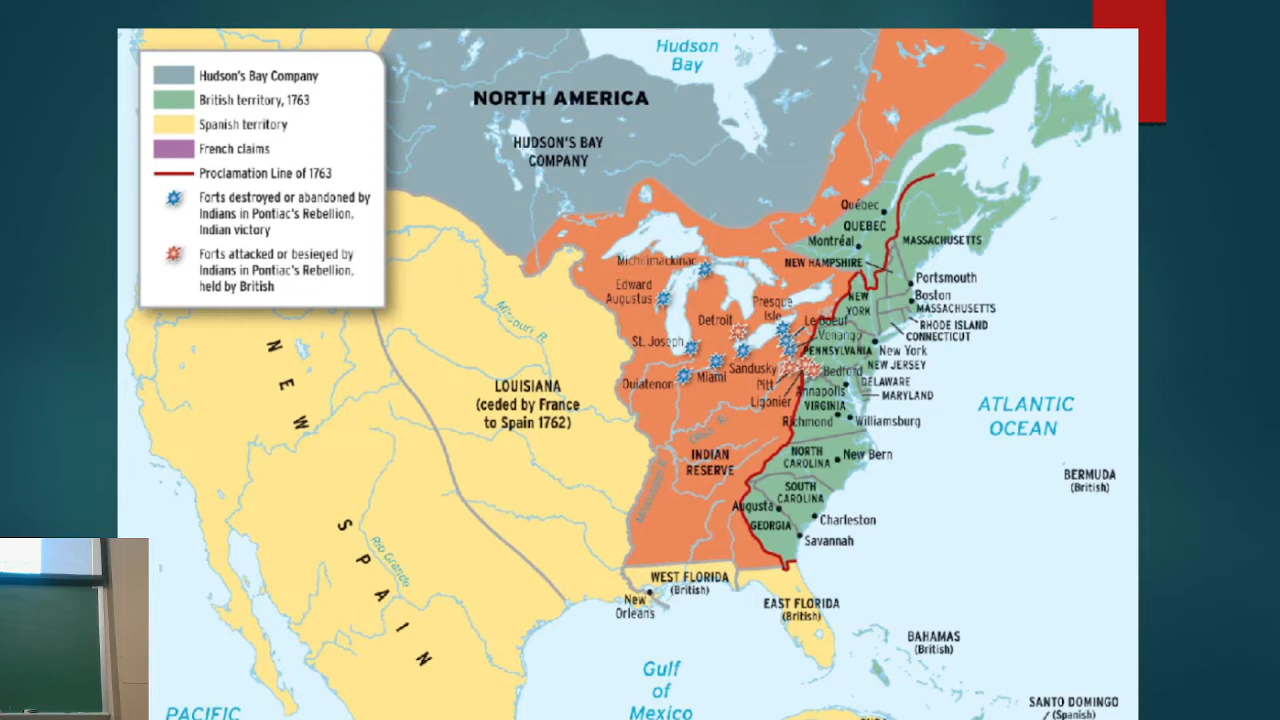 Hudson's Bay Company
British territory, 1763
Spanish territory
French claims
Proclamation Line of 1763
Forts destroyed or abandoned by
Indians in Pontiac's Rebellion,
Indian victory
Forts attacked or besieged by
Indians in Pontiac's Rebellion,
held by British
Hudson
Bay
NORTH AMERICA
HUDSON'S BAY
COMPANY
Québec
QUEBEC
Montréal
MASSACHUSETTS
NEW HAMPSHIRE
Michilimackinac
Portsmouth
Edward
Augustus
Presque
Isle
NEW
YORK
Boston
MASSACHUSETTS
RHODE ISLAND
CONNECTICUT
Missouri R.
Detroit
Le Boeuf
Venango
St. Joseph
PENNSYLVANIA
New York
NEW JERSEY
Ouiatenon
Miami
Sandusky
Pitt
Bedford
DELAWARE
MARYLAND
Ligonier
Annapolis
VIRGINIA
Richmond
Williamsburg
Ohio R.
LOUISIANA
(ceded by France
to Spain 1762)
ATLANTIC
OCEAN
INDIAN
RESERVE
NORTH
CAROLINA
New Bern
BERMUDA
(British)
Mississippi R.
SOUTH
CAROLINA
Augusta
GEORGIA
Charleston
Savannah
NEW
SPAIN
Rio Grande
WEST FLORIDA
(British)
New
Orleans
EAST FLORIDA
(British)
BAHAMAS
(British)
Gulf
of
Mexico
PACIFIC
SANTO DOMINGO
(Spanish)